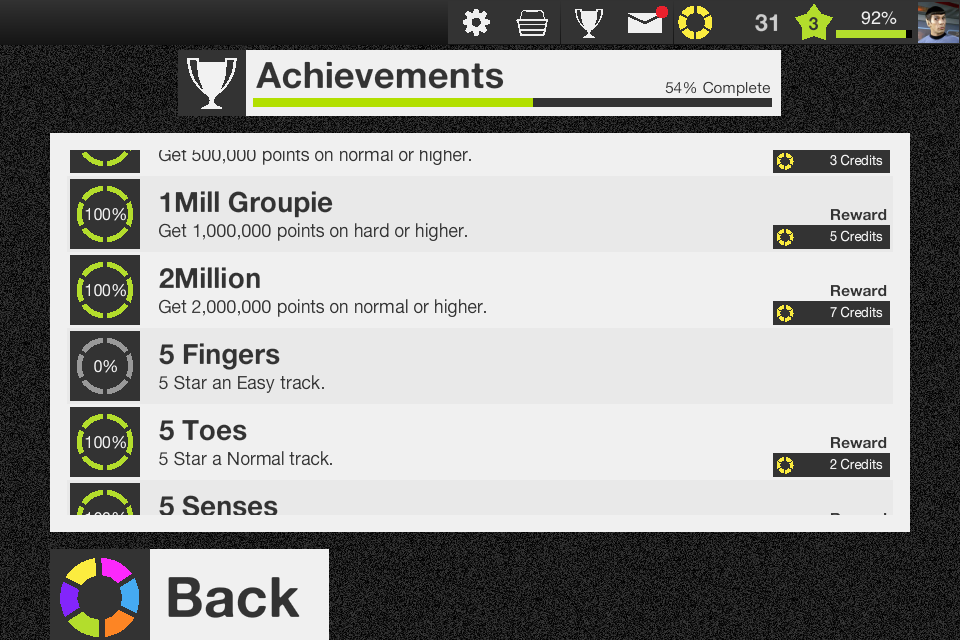 31
3
92%
Achievements
54% Complete
Get 500,000 points on normal or higher.
3 Credits
100%
1Mill Groupie
Get 1,000,000 points on hard or higher.
Reward
5 Credits
100%
2Million
Get 2,000,000 points on normal or higher.
Reward
7 Credits
0%
5 Fingers
5 Star an Easy track.
100%
5 Toes
5 Star a Normal track.
Reward
2 Credits
100%
5 Senses
Back